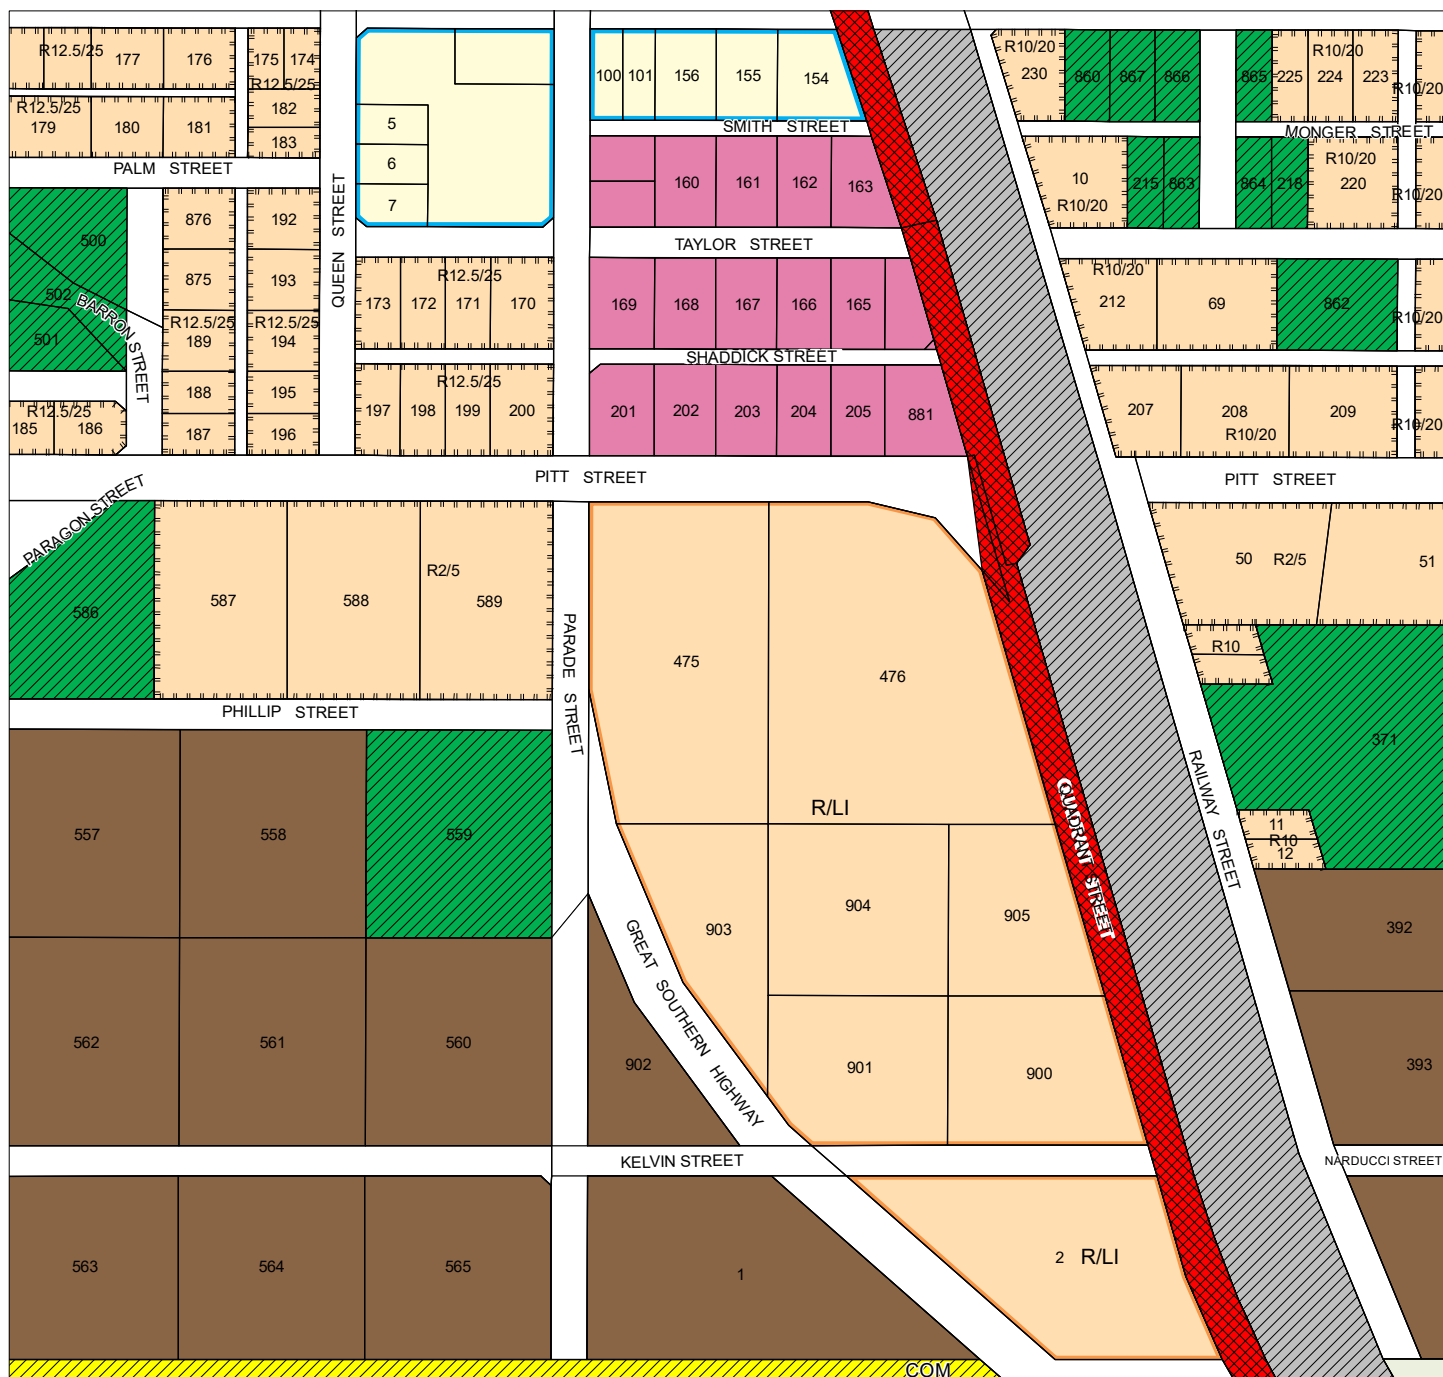 R12.5/25
177
176
175
174
R12.5/25
182
183
R12.5/25
179
180
181
PALM STREET
5
6
7
100
101
156
155
154
SMITH STREET
160
161
162
163
TAYLOR STREET
R10/20
230
860
867
866
865
225
R10/20
224
223
R10/20
MONGER STREET
10
R10/20
215
863
864
218
R10/20
220
R10/20
500
502
501
BARRON STREET
876
875
R12.5/25
189
188
187
192
193
R12.5/25
194
195
196
QUEEN STREET
R12.5/25
173
172
171
170
169
168
167
166
165
SHADDICK STREET
R10/20
212
69
862
R10/20
R12.5/25
185
186
R12.5/25
197
198
199
200
201
202
203
204
205
881
207
208
R10/20
209
R10/20
PITT STREET
PITT STREET
PARAGON STREET
586
587
588
R2/5
589
PARADE STREET
475
476
50
R2/5
51
R10
371
PHILLIP STREET
557
558
559
R/LI
QUADRANT STREET
RAILWAY STREET
11
R10
12
903
904
905
392
GREAT SOUTHERN HIGHWAY
562
561
560
902
901
900
393
KELVIN STREET
NARDUCCI STREET
563
564
565
1
2
R/LI
COM